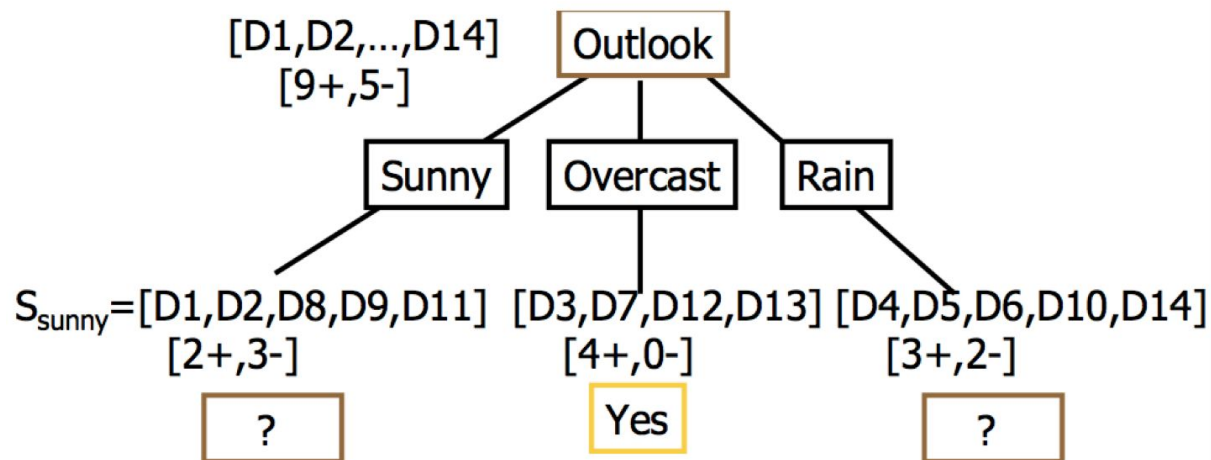 [D1,D2,...,D14]
Outlook
[9+,5-]
Sunny
Overcast
Rain
Ssunny=[D1,D2,D8,D9,D11]
[D3,D7,D12,D13]
[D4,D5,D6,D10,D14]
[2+,3-]
[4+,0-]
[3+,2-]
?
Yes
?